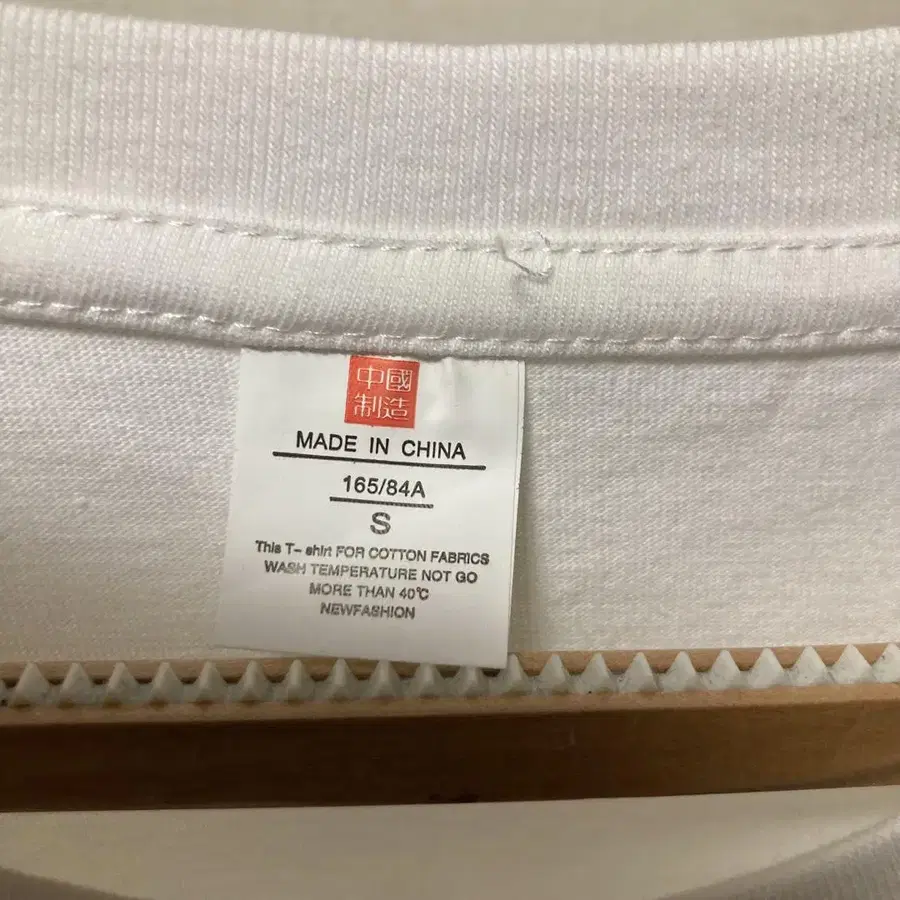 中國
制造
MADE IN CHINA
165/84A
S
This T- shirt FOR COTTON FABRICS
WASH TEMPERATURE NOT GO
MORE THAN 40℃
NEWFASHION